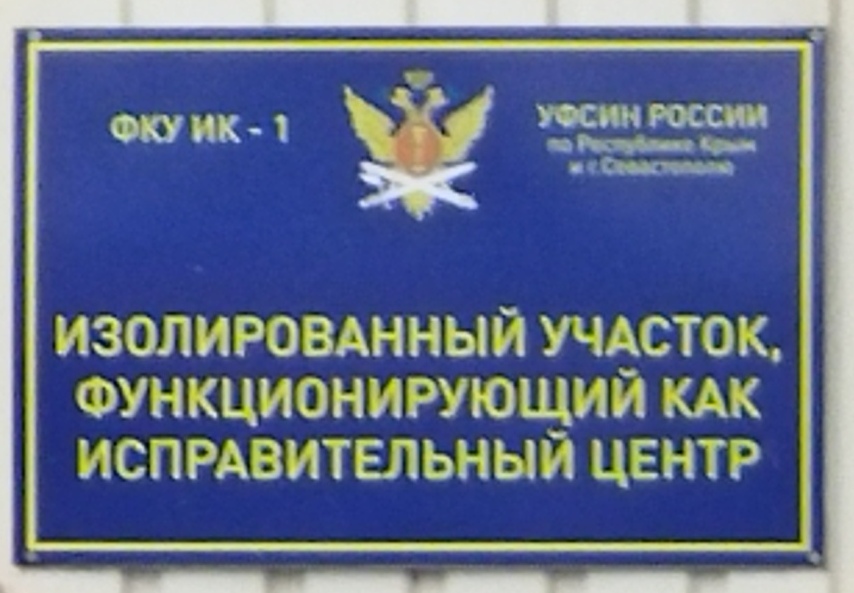 ФКУ ИК - 1
УФСИН РОССИИ
по Республике Крым
и г. Севастополю
ИЗОЛИРОВАННЫЙ УЧАСТОК,
ФУНКЦИОНИРУЮЩИЙ КАК
ИСПРАВИТЕЛЬНЫЙ ЦЕНТР